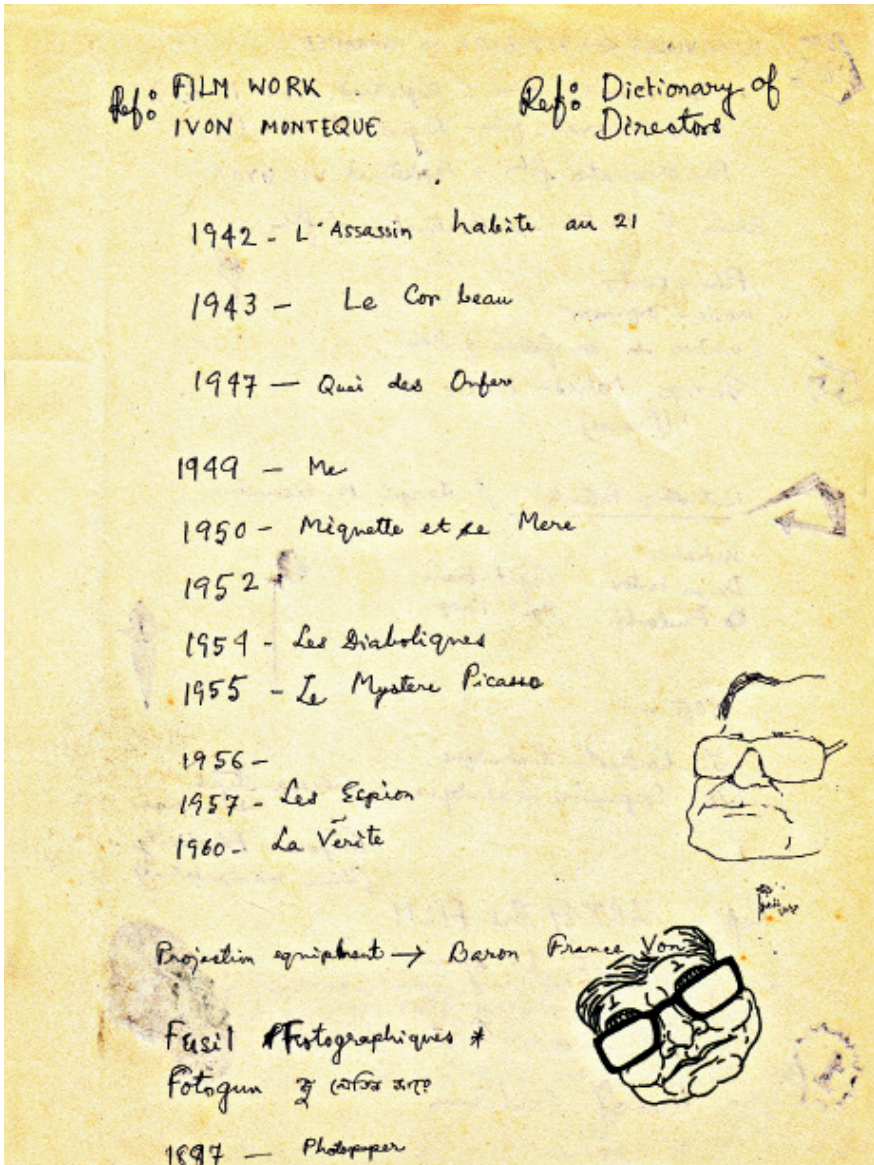 Ref: FILM WORK
IVON MONTEQUE
Ref: Dictionary of
Directors
1942 - L'Assassin habite au 21
1943 - Le Cor beau
1947 - Quai des Orfevr
1949 - Me
1950 - Miquette et se Mere
1952 -
1954 - Les Diaboliques
1955 - Le Mystere Picasso
1956 -
1957 - Les Espion
1960 - La Verite
Projection equipment → Baron France Von
Fusil Fotographiques *
Fotogun
1887 - Photopaper